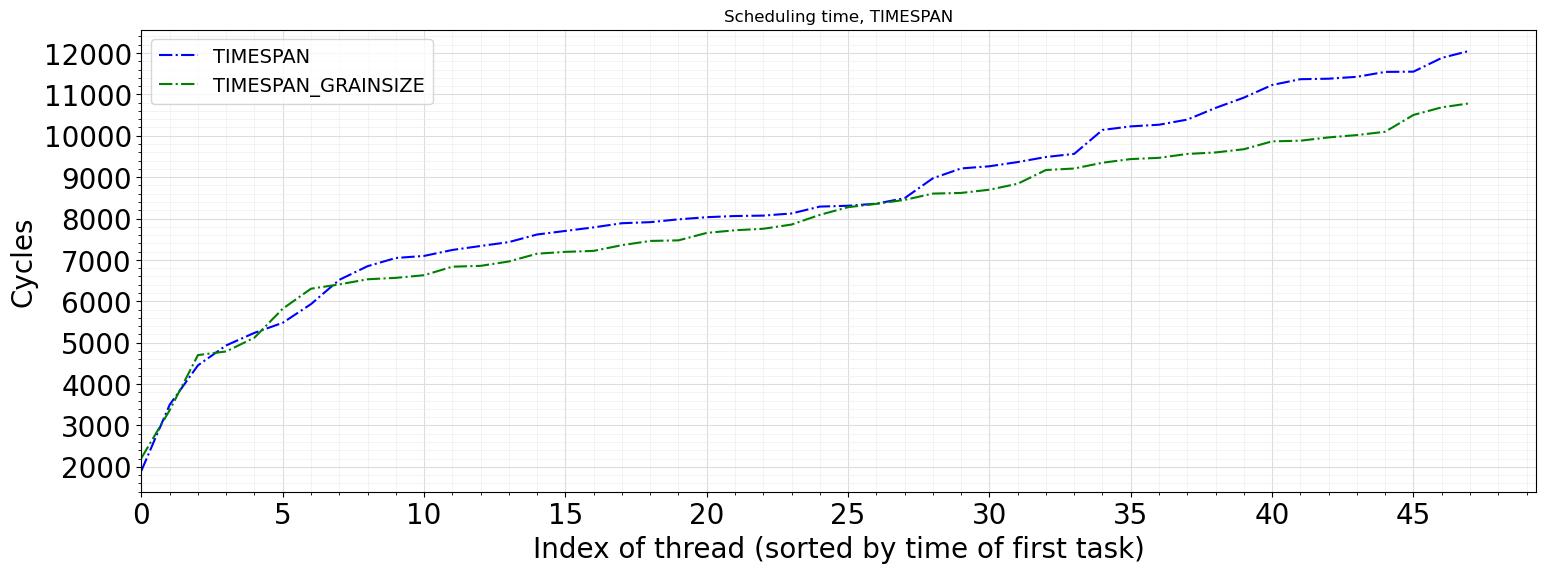 Scheduling time, TIMESPAN
TIMESPAN
TIMESPAN_GRAINSIZE
Cycles
12000
11000
10000
9000
8000
7000
6000
5000
4000
3000
2000
0 5 10 15 20 25 30 35 40 45
Index of thread (sorted by time of first task)